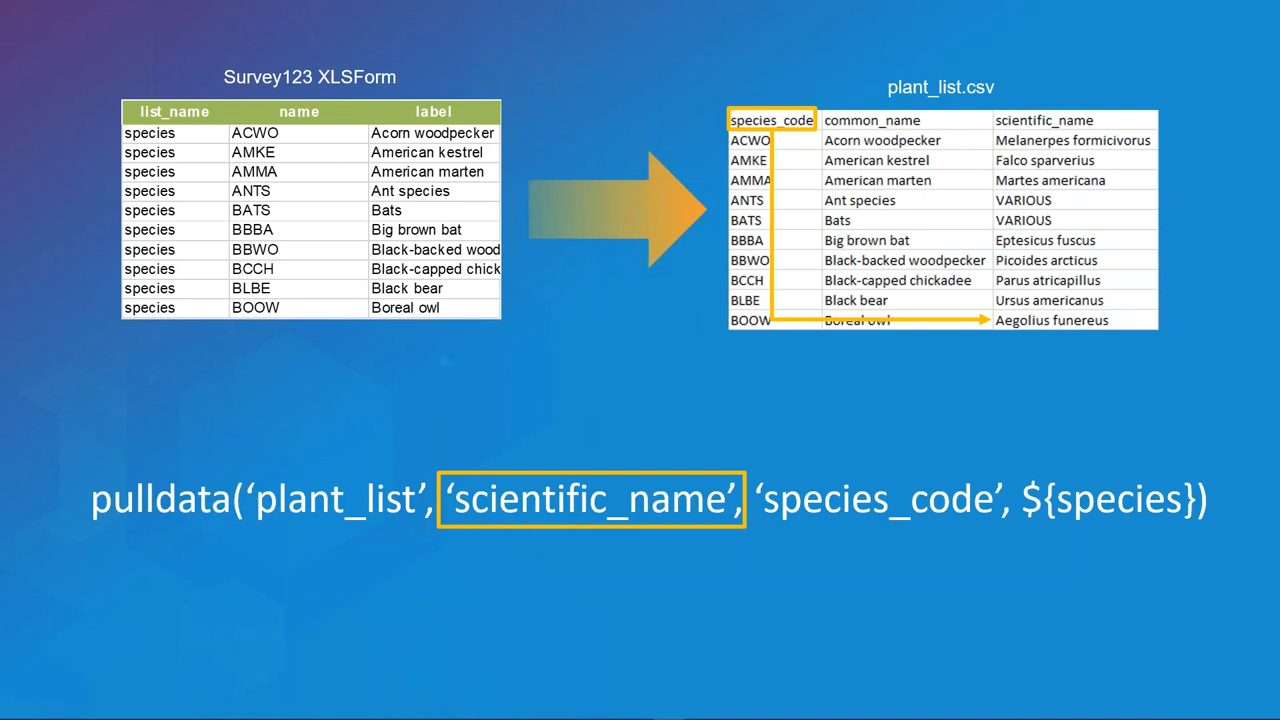 Survey123 XLSForm
list_name name label
species ACWO Acorn woodpecker
species AMKE American kestrel
species AMMA American marten
species ANTS Ant species
species BATS Bats
species BBBA Big brown bat
species BBWO Black-backed wood
species BCCH Black-capped chick
species BLBE Black bear
species BOOW Boreal owl
plant_list.csv
species_code common_name scientific_name
ACWO Acorn woodpecker Melanerpes formicivorus
AMKE American kestrel Falco sparverius
AMMA American marten Martes americana
ANTS Ant species VARIOUS
BATS Bats VARIOUS
BBBA Big brown bat Eptesicus fuscus
BBWO Black-backed woodpecker Picoides arcticus
BCCH Black-capped chickadee Parus atricapillus
BLBE Black bear Ursus americanus
BOOW Boreal owl Aegolius funereus
pulldata(‘plant_list’, ‘scientific_name’, ‘species_code’, ${species})